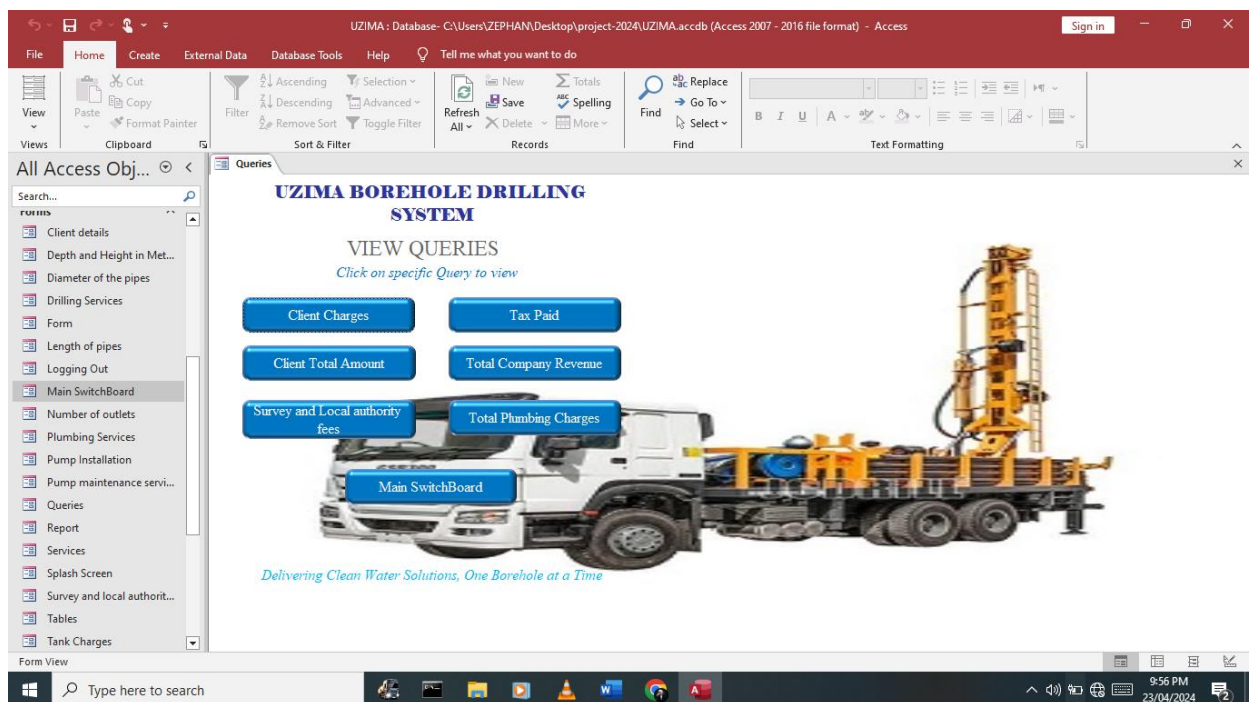 UZIMA : Database- C:\Users\ZEPHAN\Desktop\project-2024\UZIMA.accdb (Access 2007 - 2016 file format) - Access
Sign in
File Home Create External Data Database Tools Help Tell me what you want to do
View
Views
Paste
Cut
Copy
Format Painter
Clipboard
Filter
Ascending
Descending
Remove Sort
Selection
Advanced
Toggle Filter
Sort & Filter
Refresh
All
New
Save
Delete
Totals
Spelling
More
Records
Find
Replace
Go To
Select
Find
B I U A
Text Formatting
All Access Obj...
Search...
Forms
Client details
Depth and Height in Met...
Diameter of the pipes
Drilling Services
Form
Length of pipes
Logging Out
Main SwitchBoard
Number of outlets
Plumbing Services
Pump Installation
Pump maintenance servi...
Queries
Report
Services
Splash Screen
Survey and local authorit...
Tables
Tank Charges
Queries
UZIMA BOREHOLE DRILLING
SYSTEM
VIEW QUERIES
Click on specific Query to view
Client Charges
Tax Paid
Client Total Amount
Total Company Revenue
Survey and Local authority
fees
Total Plumbing Charges
Main SwitchBoard
Delivering Clean Water Solutions, One Borehole at a Time
Form View
Type here to search
9:56 PM
23/04/2024
2